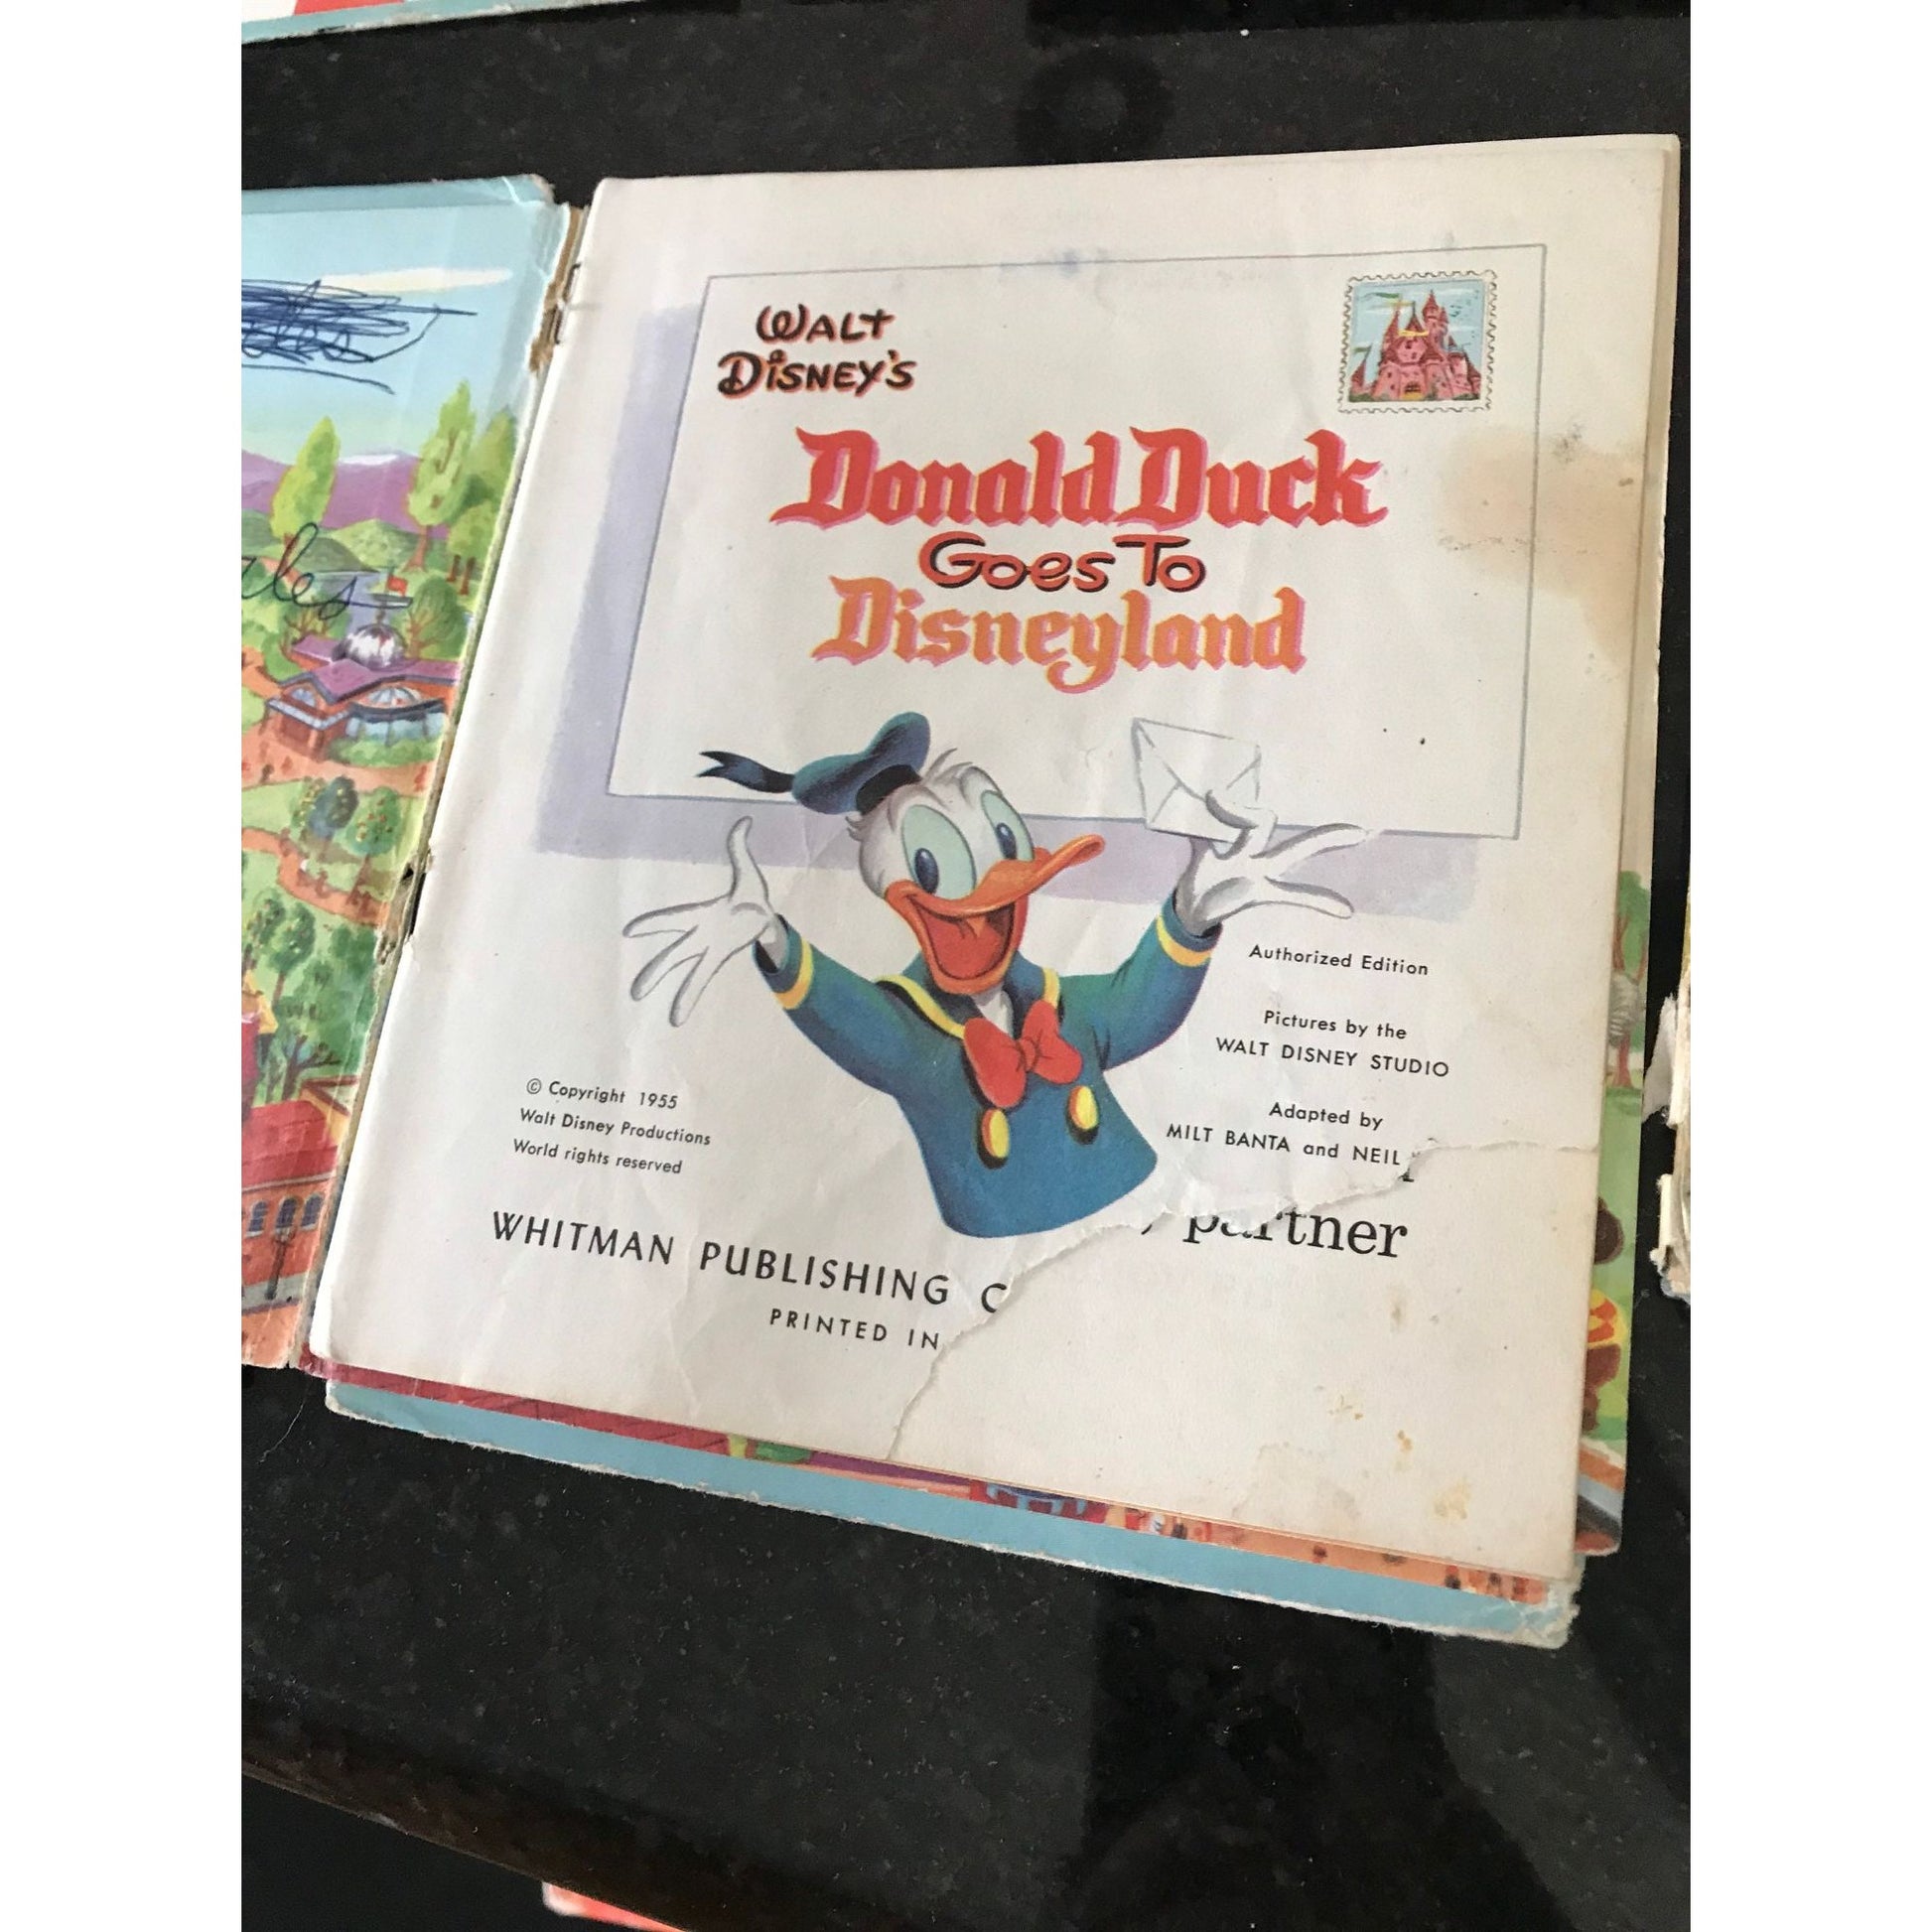 WALT
DISNEY'S
Donald Duck
Goes To
Disneyland
Authorized Edition
Pictures by the
WALT DISNEY STUDIO
Adapted by
MILT BANTA and NEIL
© Copyright 1955
Walt Disney Productions
World rights reserved
partner
WHITMAN PUBLISHING C
PRINTED IN